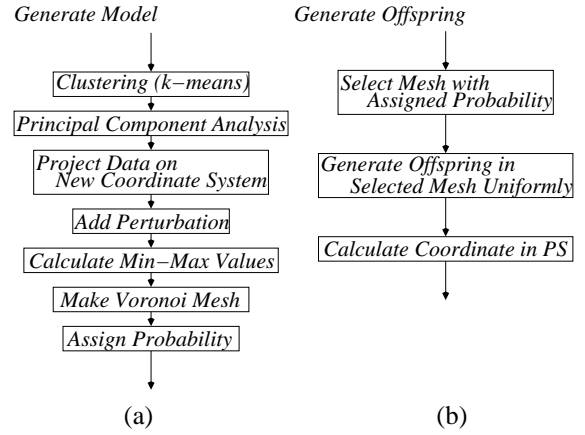 Generate Model
Clustering (k−means)
Principal Component Analysis
Project Data on
New Coordinate System
Add Perturbation
Calculate Min−Max Values
Make Voronoi Mesh
Assign Probability
(a)
Generate Offspring
Select Mesh with
Assigned Probability
Generate Offspring in
Selected Mesh Uniformly
Calculate Coordinate in PS
(b)